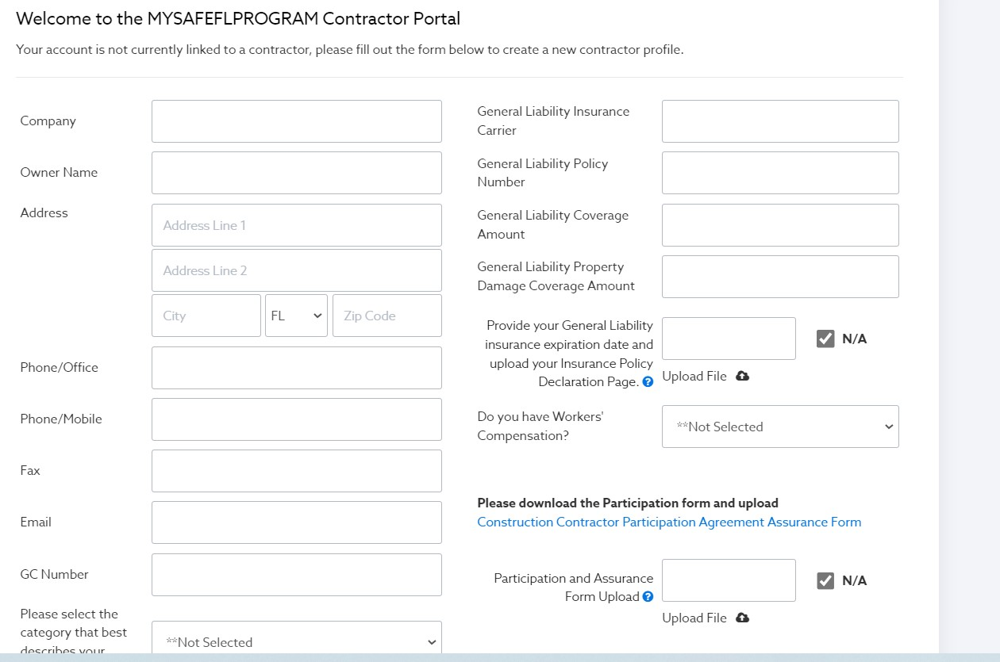 Welcome to the MYSAFEFLPROGRAM Contractor Portal
Your account is not currently linked to a contractor, please fill out the form below to create a new contractor profile.
Company
Owner Name
Address
Address Line 1
Address Line 2
City
FL
Zip Code
Phone/Office
Phone/Mobile
Fax
Email
GC Number
Please select the
category that best
describes your
**Not Selected
General Liability Insurance
Carrier
General Liability Policy
Number
General Liability Coverage
Amount
General Liability Property
Damage Coverage Amount
Provide your General Liability
insurance expiration date and
upload your Insurance Policy
Declaration Page. ?
N/A
Upload File
Do you have Workers'
Compensation?
**Not Selected
Please download the Participation form and upload
Construction Contractor Participation Agreement Assurance Form
Participation and Assurance
Form Upload ?
N/A
Upload File